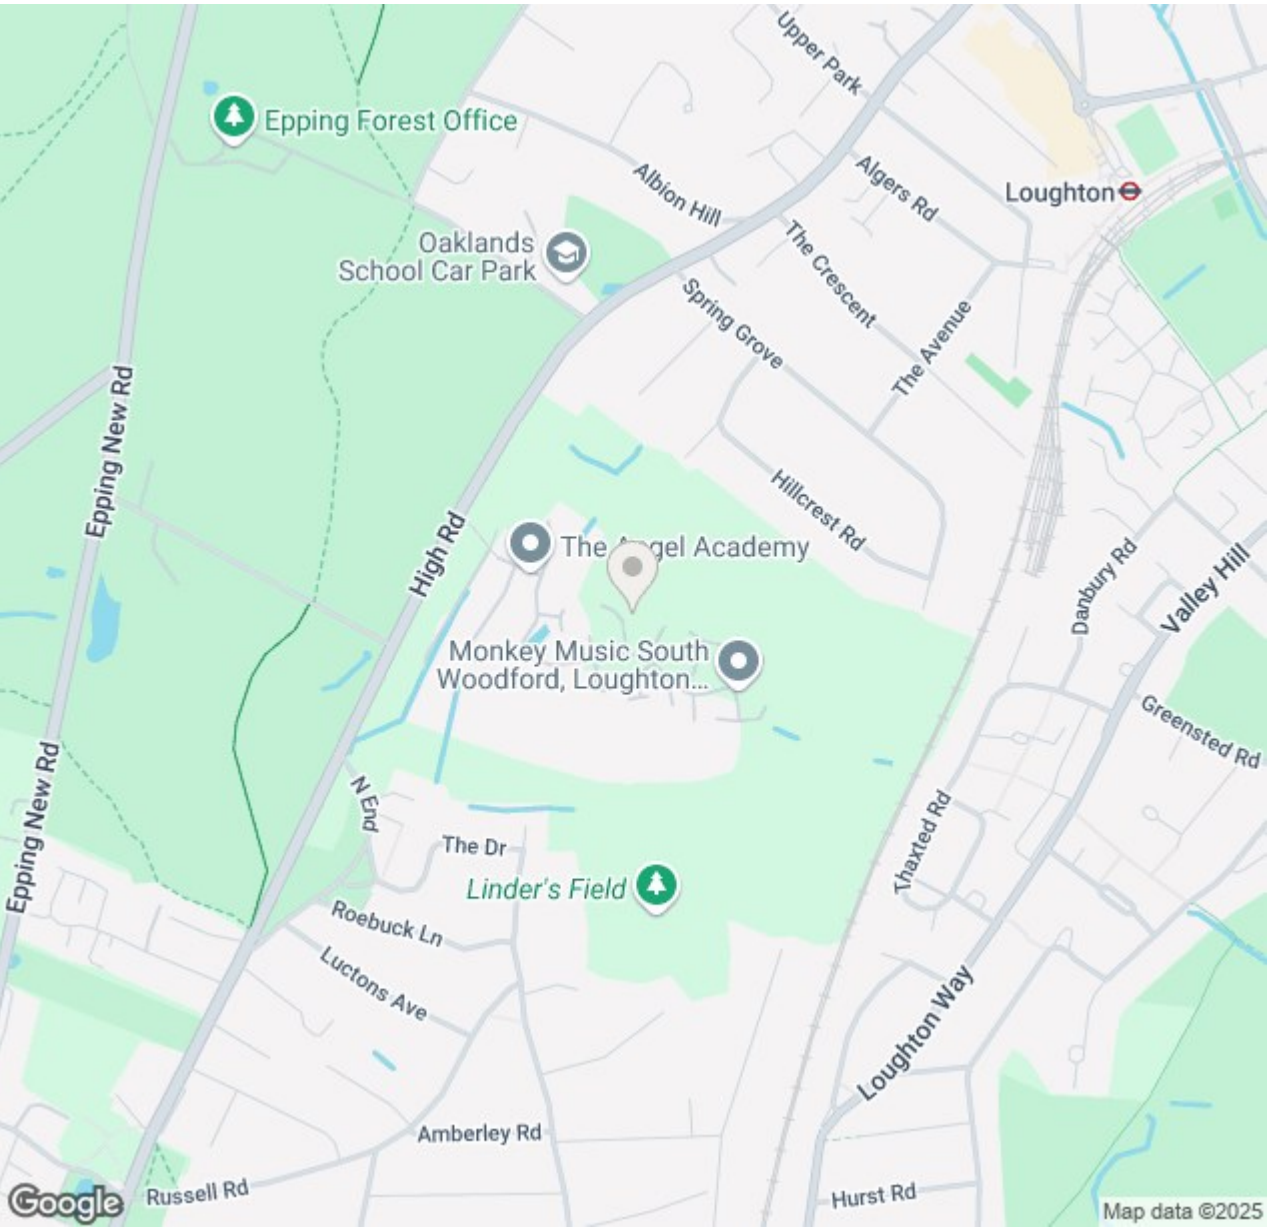 Upper Park
Epping Forest Office
Albion Hill
Algers Rd
Loughton
Oaklands
School Car Park
The Crescent
Spring Grove
The Avenue
Epping New Rd
Hillcrest Rd
High Rd
The Angel Academy
Danbury Rd
Valley Hill
Monkey Music South
Woodford, Loughton...
Greensted Rd
Epping New Rd
N End
The Dr
Thaxted Rd
Linder's Field
Roebuck Ln
Luctons Ave
Loughton Way
Amberley Rd
Russell Rd
Hurst Rd
Google
Map data ©2025